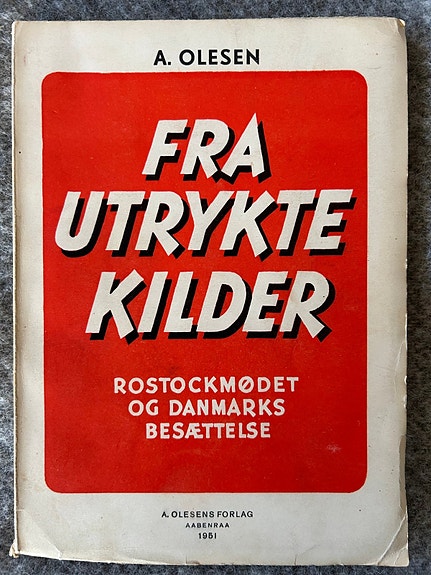 A. OLESEN
FRA
UTRYKTE
KILDER
ROSTOCKMØDET
OG DANMARKS
BESÆTTELSE
A. OLESENS FORLAG
AABENRAA
1951